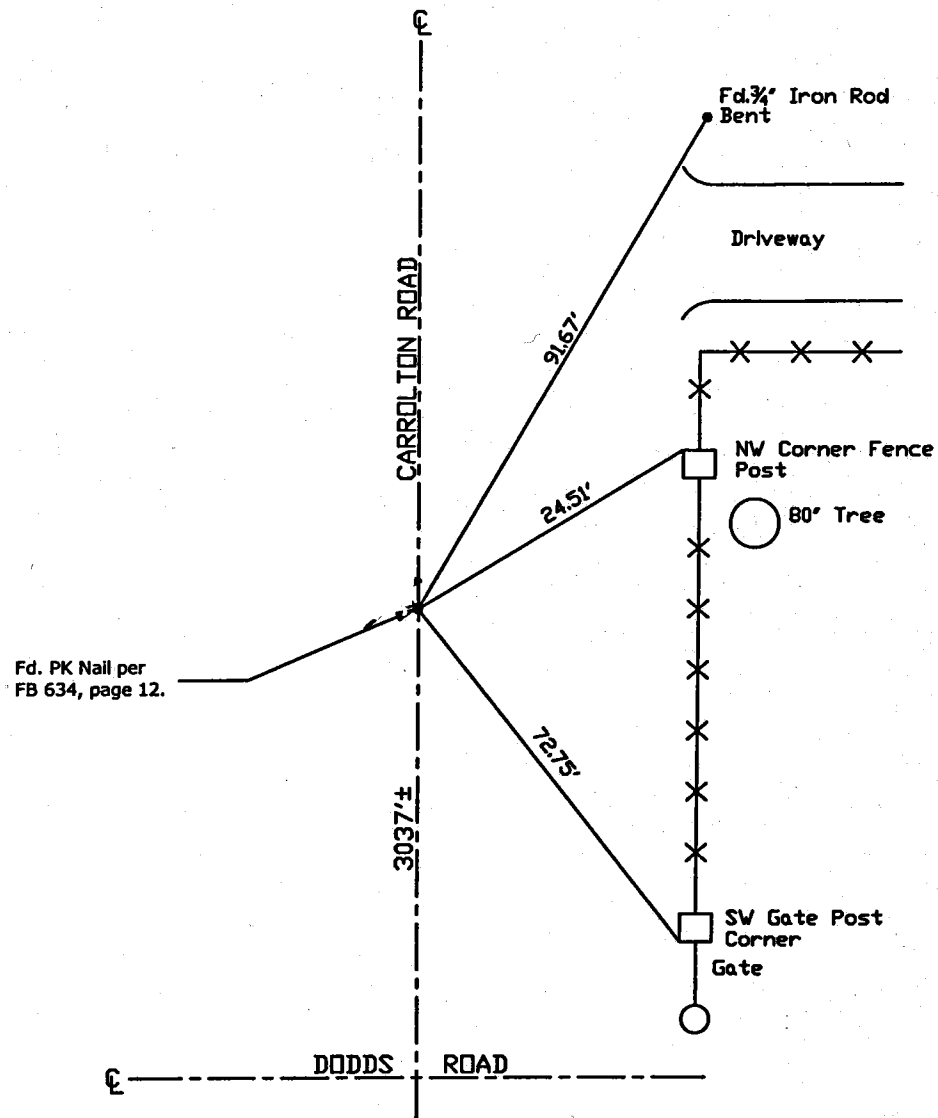 ℄
Fd.¾" Iron Rod
Bent
Driveway
CARROLTON ROAD
91.67'
NW Corner Fence
Post
24.51'
80" Tree
Fd. PK Nail per
FB 634, page 12.
72.75'
3037'±
SW Gate Post
Corner
Gate
DODDS ROAD
℄